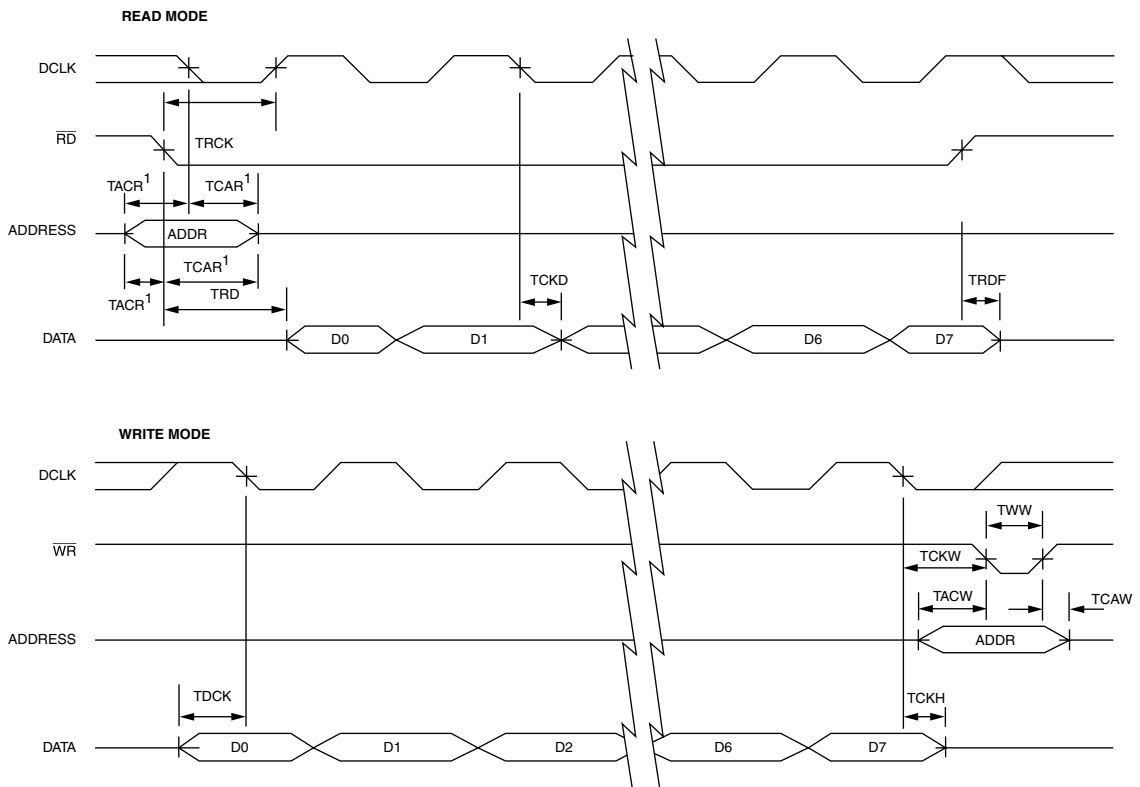 READ MODE
DCLK
RD
TRCK
TACR1 TCAR1
ADDRESS ADDR
TCAR1 TCKD TRDF
TACR1 TRD
DATA D0 D1 D6 D7
WRITE MODE
DCLK
TWW
WR
TCKW
TACW TCAW
ADDRESS ADDR
TDCK TCKH
DATA D0 D1 D2 D6 D7